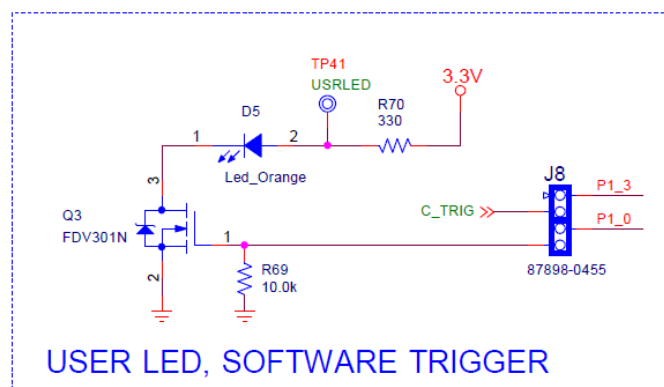 TP41
USRLED
3.3V
D5
R70
330
1
2
Led_Orange
J8
P1_3
3
C_TRIG
P1_0
Q3
FDV301N
1
87898-0455
2
R69
10.0k
USER LED, SOFTWARE TRIGGER